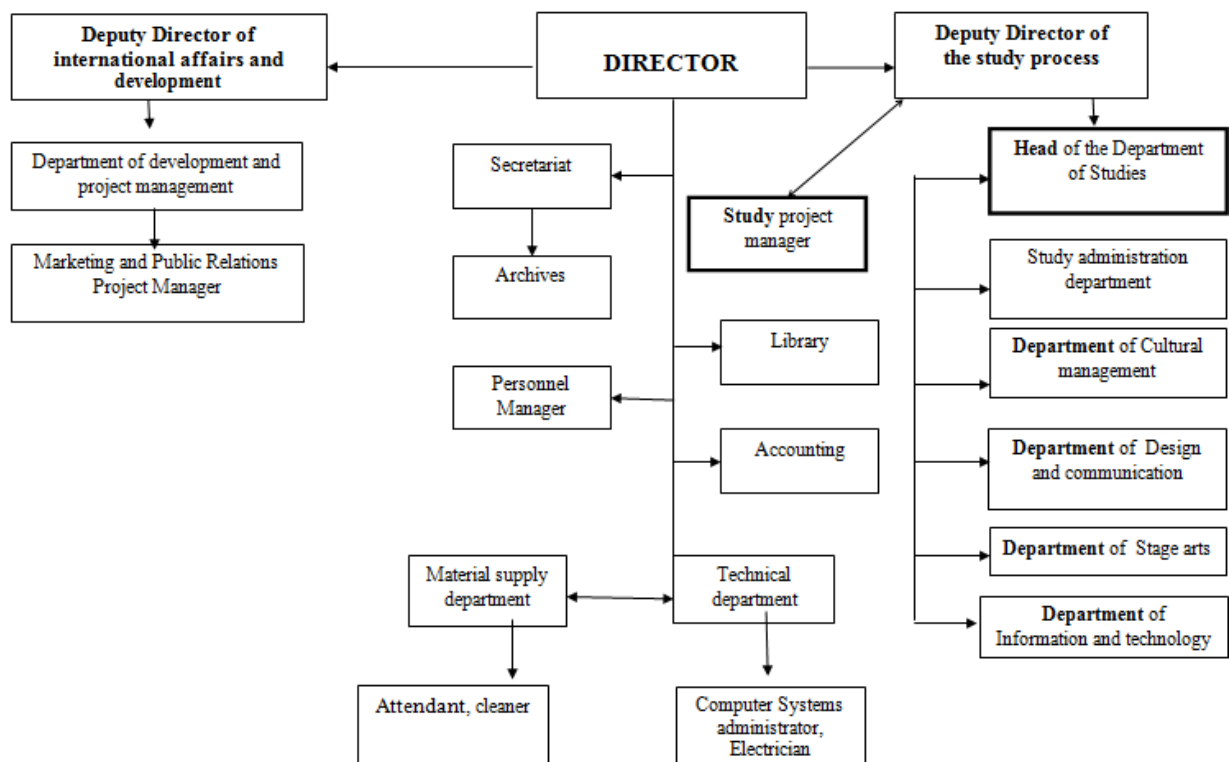 Deputy Director of
international affairs and
development
DIRECTOR
Deputy Director of
the study process
Department of development and
project management
Secretariat
Head of the Department
of Studies
Study project
manager
Marketing and Public Relations
Project Manager
Archives
Study administration
department
Library
Department of Cultural
management
Personnel
Manager
Accounting
Department of Design
and communication
Department of Stage arts
Material supply
department
Technical
department
Department of
Information and technology
Attendant, cleaner
Computer Systems
administrator,
Electrician